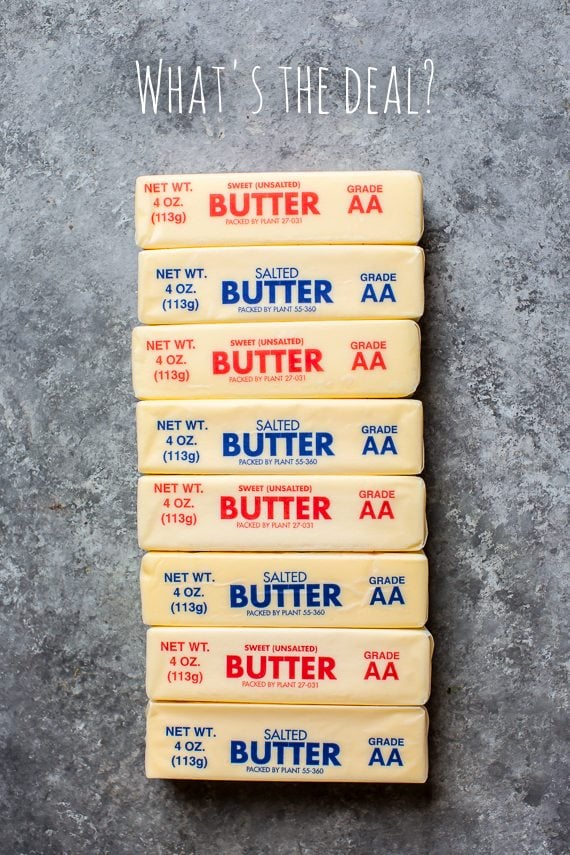 What's the deal?
NET WT. 4 OZ. (113g)
SWEET (UNSALTED)
BUTTER
PACKED BY PLANT 27-031
GRADE AA
NET WT. 4 OZ. (113g)
SALTED
BUTTER
PACKED BY PLANT 55-360
GRADE AA
NET WT. 4 OZ. (113g)
SWEET (UNSALTED)
BUTTER
PACKED BY PLANT 27-031
GRADE AA
NET WT. 4 OZ. (113g)
SALTED
BUTTER
PACKED BY PLANT 55-360
GRADE AA
NET WT. 4 OZ. (113g)
SWEET (UNSALTED)
BUTTER
PACKED BY PLANT 27-031
GRADE AA
NET WT. 4 OZ. (113g)
SALTED
BUTTER
PACKED BY PLANT 55-360
GRADE AA
NET WT. 4 OZ. (113g)
SWEET (UNSALTED)
BUTTER
PACKED BY PLANT 27-031
GRADE AA
NET WT. 4 OZ. (113g)
SALTED
BUTTER
PACKED BY PLANT 55-360
GRADE AA